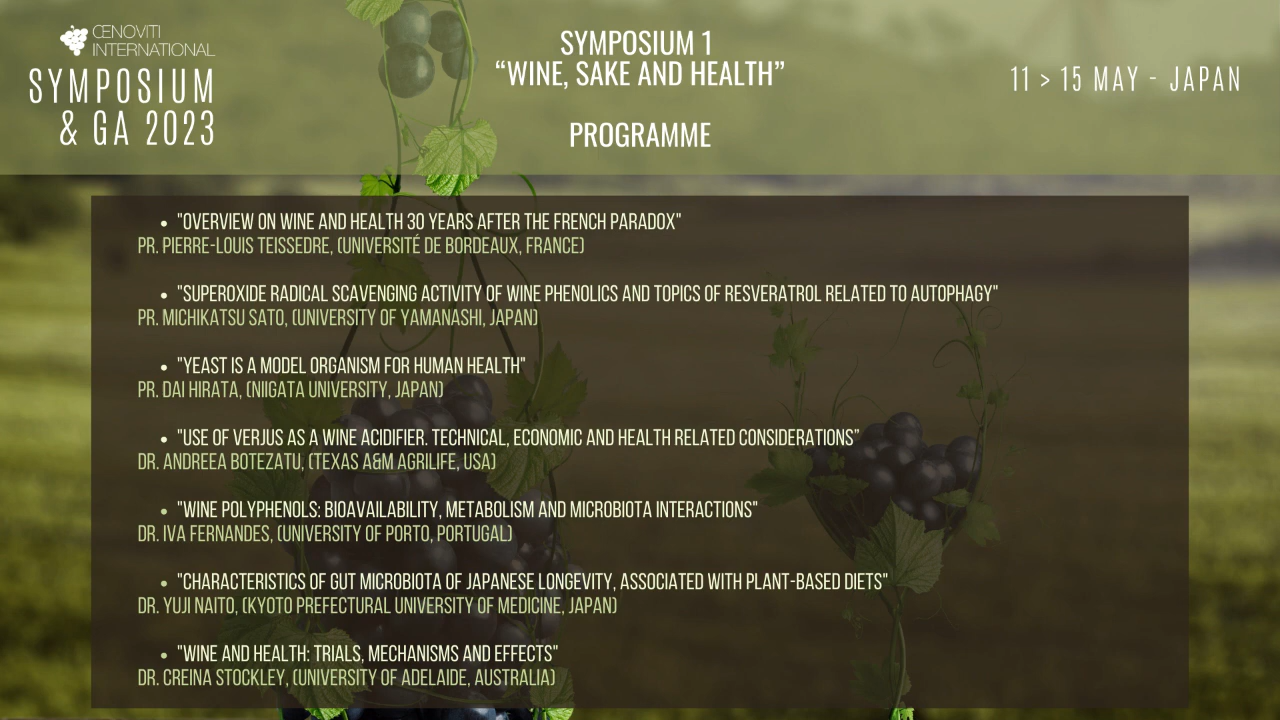 OENOVITI
INTERNATIONAL
SYMPOSIUM
& GA 2023
SYMPOSIUM 1
“WINE, SAKE AND HEALTH”
PROGRAMME
11 > 15 MAY - JAPAN
• "OVERVIEW ON WINE AND HEALTH 30 YEARS AFTER THE FRENCH PARADOX"
PR. PIERRE-LOUIS TEISSEDRE, (UNIVERSITÉ DE BORDEAUX, FRANCE)
• "SUPEROXIDE RADICAL SCAVENGING ACTIVITY OF WINE PHENOLICS AND TOPICS OF RESVERATROL RELATED TO AUTOPHAGY"
PR. MICHIKATSU SATO, (UNIVERSITY OF YAMANASHI, JAPAN)
• "YEAST IS A MODEL ORGANISM FOR HUMAN HEALTH"
PR. DAI HIRATA, (NIIGATA UNIVERSITY, JAPAN)
• "USE OF VERJUS AS A WINE ACIDIFIER. TECHNICAL, ECONOMIC AND HEALTH RELATED CONSIDERATIONS”
DR. ANDREEA BOTEZATU, (TEXAS A&M AGRILIFE, USA)
• "WINE POLYPHENOLS: BIOAVAILABILITY, METABOLISM AND MICROBIOTA INTERACTIONS"
DR. IVA FERNANDES, (UNIVERSITY OF PORTO, PORTUGAL)
• "CHARACTERISTICS OF GUT MICROBIOTA OF JAPANESE LONGEVITY, ASSOCIATED WITH PLANT-BASED DIETS"
DR. YUJI NAITO, (KYOTO PREFECTURAL UNIVERSITY OF MEDICINE, JAPAN)
• "WINE AND HEALTH: TRIALS, MECHANISMS AND EFFECTS"
DR. CREINA STOCKLEY, (UNIVERSITY OF ADELAIDE, AUSTRALIA)